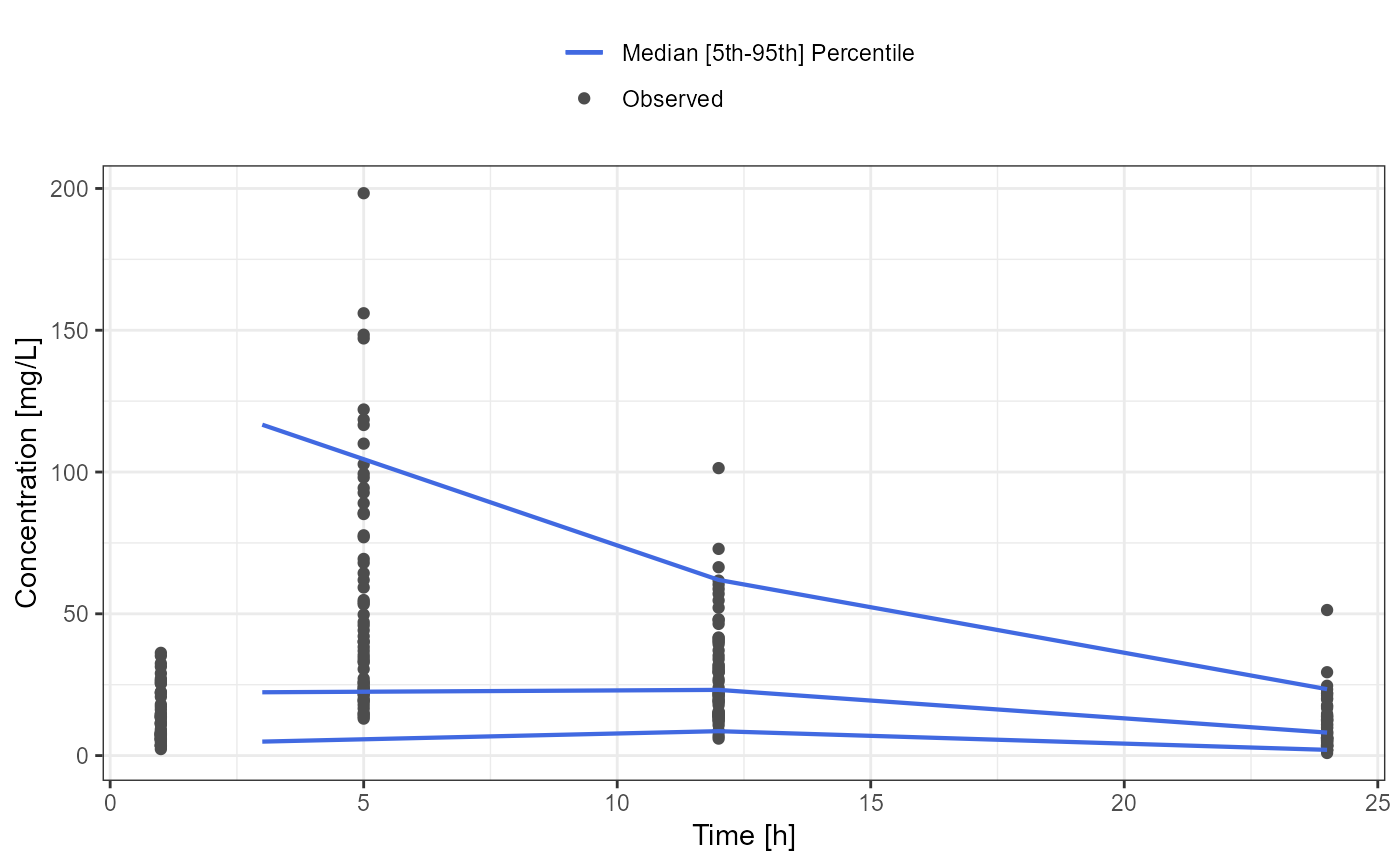 Median [5th-95th] Percentile
Observed
Concentration [mg/L]
200
150
100
50
0
0 5 10 15 20 25
Time [h]